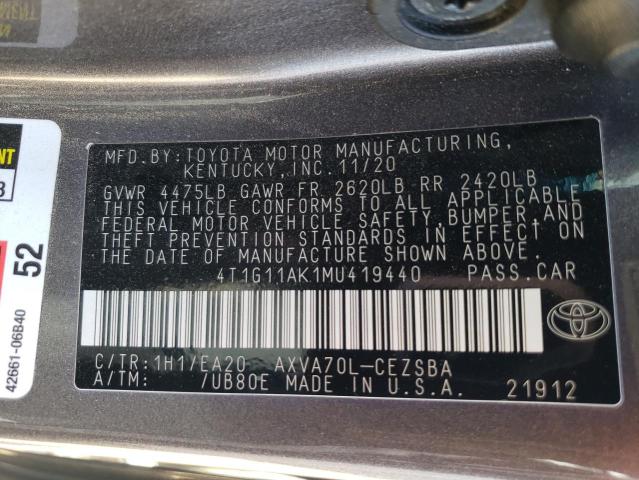 MFD. BY:TOYOTA MOTOR MANUFACTURING,
KENTUCKY, INC. 11/20
GVWR 4475LB GAWR FR 2620LB RR 2420LB
THIS VEHICLE CONFORMS TO ALL APPLICABLE
FEDERAL MOTOR VEHICLE SAFETY, BUMPER, AND
THEFT PREVENTION STANDARDS IN EFFECT ON
THE DATE OF MANUFACTURE SHOWN ABOVE.
4T1G11AK1MU419440 PASS.CAR
C/TR:1H1/EA20 AXVA70L-CEZSBA
A/TM: /UB80E MADE IN U.S.A. 21912
52
42661-06B40